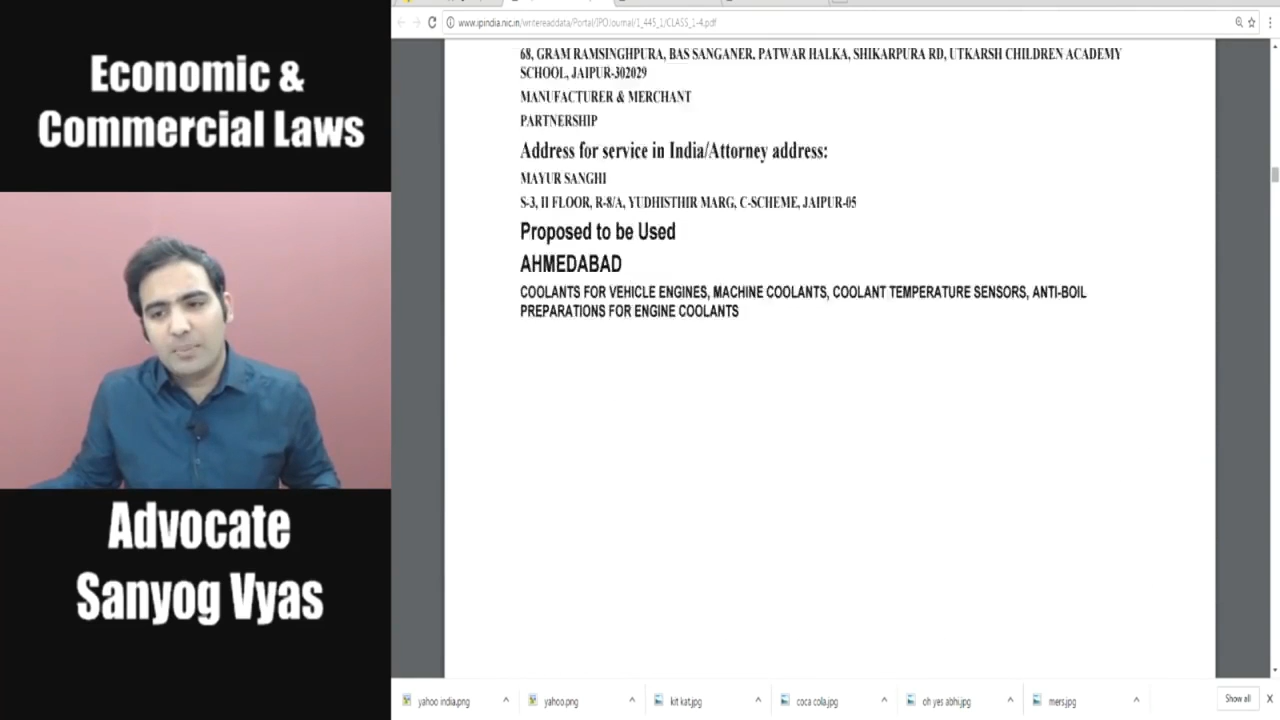 Economic &
Commercial Laws
Advocate
Sanyog Vyas
www.ipindia.nic.in/writereaddata/Portal/IPOJournal/1_445_1/CLASS_1-4.pdf
68, GRAM RAMSINGHPURA, BAS SANGANER, PATWAR HALKA, SHIKARPURA RD, UTKARSH CHILDREN ACADEMY
SCHOOL, JAIPUR-302029
MANUFACTURER & MERCHANT
PARTNERSHIP
Address for service in India/Attorney address:
MAYUR SANGHI
S-3, II FLOOR, R-8/A, YUDHISTHIR MARG, C-SCHEME, JAIPUR-05
Proposed to be Used
AHMEDABAD
COOLANTS FOR VEHICLE ENGINES, MACHINE COOLANTS, COOLANT TEMPERATURE SENSORS, ANTI-BOIL
PREPARATIONS FOR ENGINE COOLANTS
yahoo india.png
yahoo.png
kit kat.jpg
coca cola.jpg
oh yes abhi.jpg
mers.jpg
Show all